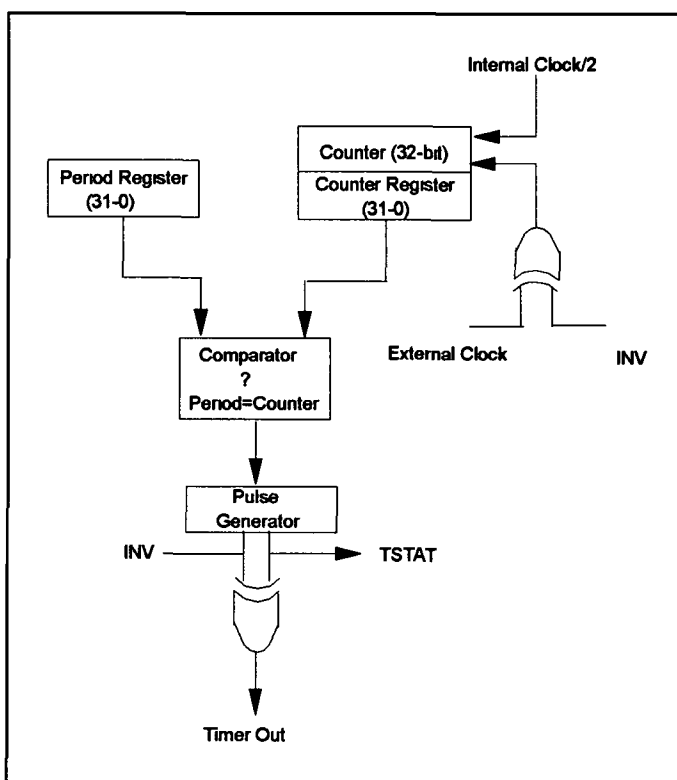 Internal Clock/2
Counter (32-bit)
Counter Register
(31-0)
Period Register
(31-0)
External Clock
INV
Comparator
?
Period=Counter
Pulse
Generator
INV
TSTAT
Timer Out